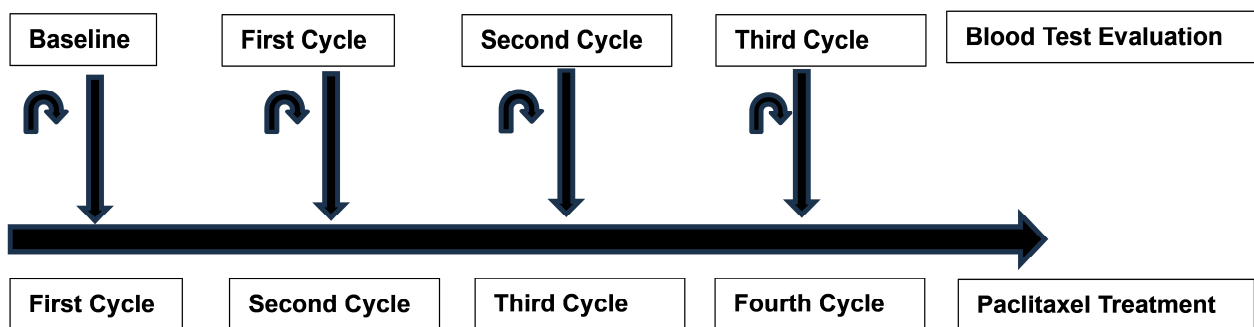 Baseline
First Cycle
Second Cycle
Third Cycle
Blood Test Evaluation
First Cycle
Second Cycle
Third Cycle
Fourth Cycle
Paclitaxel Treatment